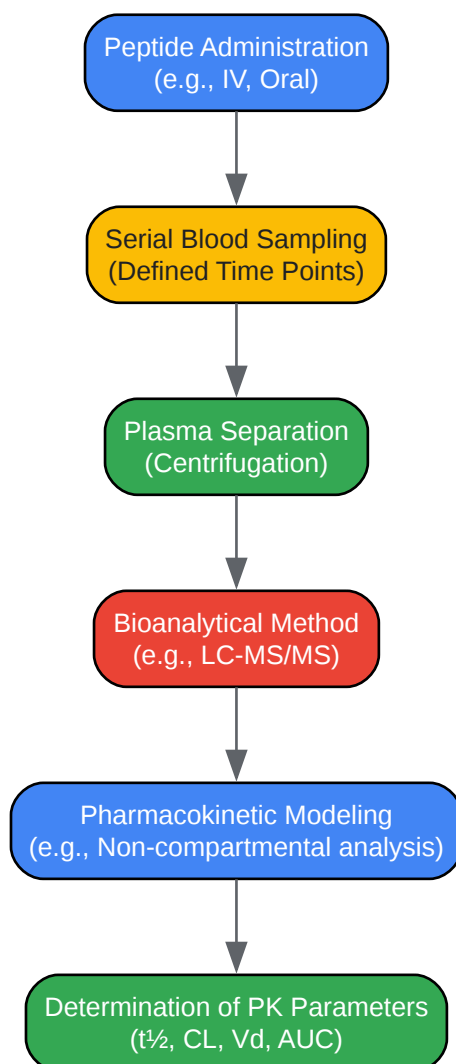 Peptide Administration
(e.g., IV, Oral)
Serial Blood Sampling
(Defined Time Points)
Plasma Separation
(Centrifugation)
Bioanalytical Method
(e.g., LC-MS/MS)
Pharmacokinetic Modeling
(e.g., Non-compartmental analysis)
Determination of PK Parameters
(t½, CL, Vd, AUC)